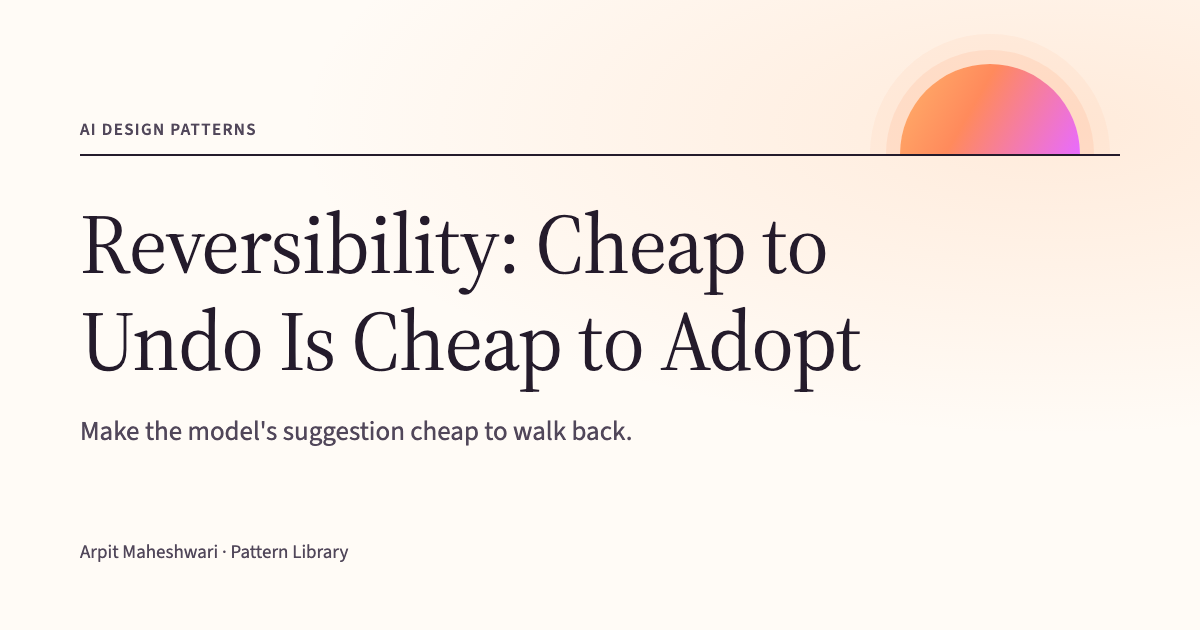 AI DESIGN PATTERNS
Reversibility: Cheap to
Undo Is Cheap to Adopt
Make the model's suggestion cheap to walk back.
Arpit Maheshwari · Pattern Library